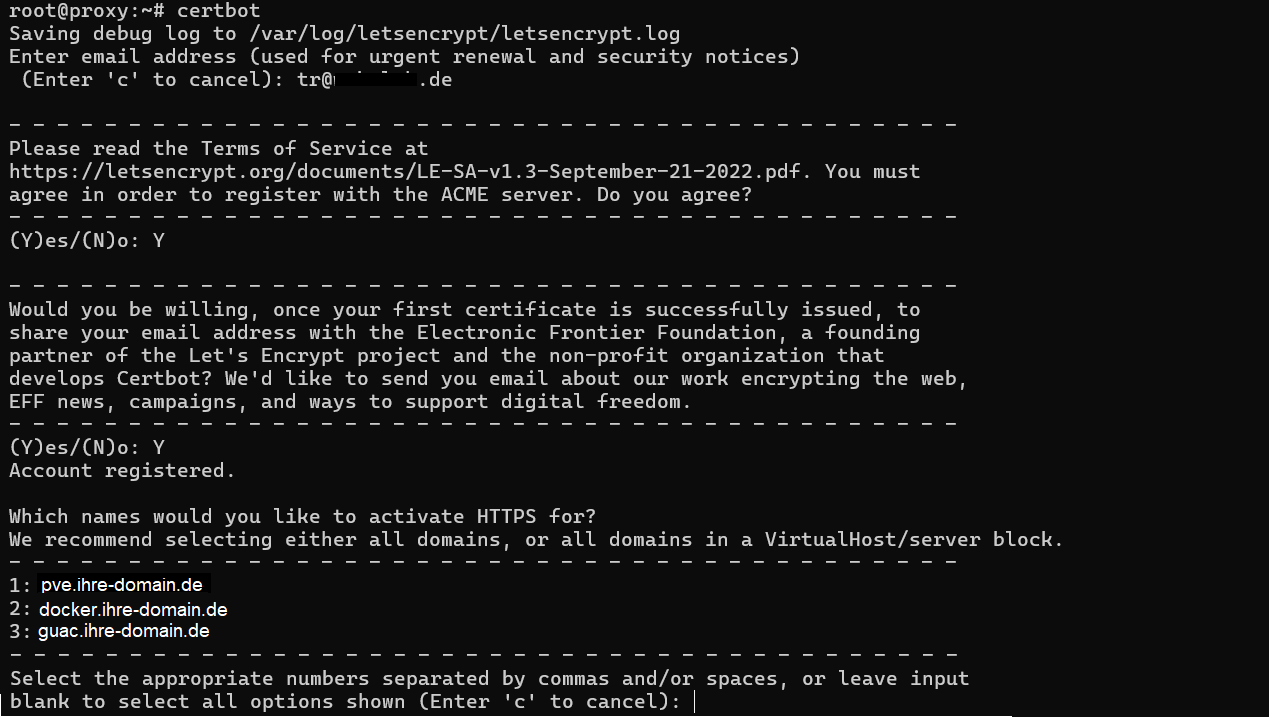 root@proxy:~# certbot
Saving debug log to /var/log/letsencrypt/letsencrypt.log
Enter email address (used for urgent renewal and security notices)
 (Enter 'c' to cancel): tr@.de
- - - - - - - - - - - - - - - - - - - - - - - - - - - - - - - - - - - - - - - -
Please read the Terms of Service at
https://letsencrypt.org/documents/LE-SA-v1.3-September-21-2022.pdf. You must
agree in order to register with the ACME server. Do you agree?
- - - - - - - - - - - - - - - - - - - - - - - - - - - - - - - - - - - - - - - -
(Y)es/(N)o: Y
- - - - - - - - - - - - - - - - - - - - - - - - - - - - - - - - - - - - - - - -
Would you be willing, once your first certificate is successfully issued, to
share your email address with the Electronic Frontier Foundation, a founding
partner of the Let's Encrypt project and the non-profit organization that
develops Certbot? We'd like to send you email about our work encrypting the web,
EFF news, campaigns, and ways to support digital freedom.
- - - - - - - - - - - - - - - - - - - - - - - - - - - - - - - - - - - - - - - -
(Y)es/(N)o: Y
Account registered.
Which names would you like to activate HTTPS for?
We recommend selecting either all domains, or all domains in a VirtualHost/server block.
- - - - - - - - - - - - - - - - - - - - - - - - - - - - - - - - - - - - - - - -
1: pve.ihre-domain.de
2: docker.ihre-domain.de
3: guac.ihre-domain.de
- - - - - - - - - - - - - - - - - - - - - - - - - - - - - - - - - - - - - - - -
Select the appropriate numbers separated by commas and/or spaces, or leave input
blank to select all options shown (Enter 'c' to cancel):